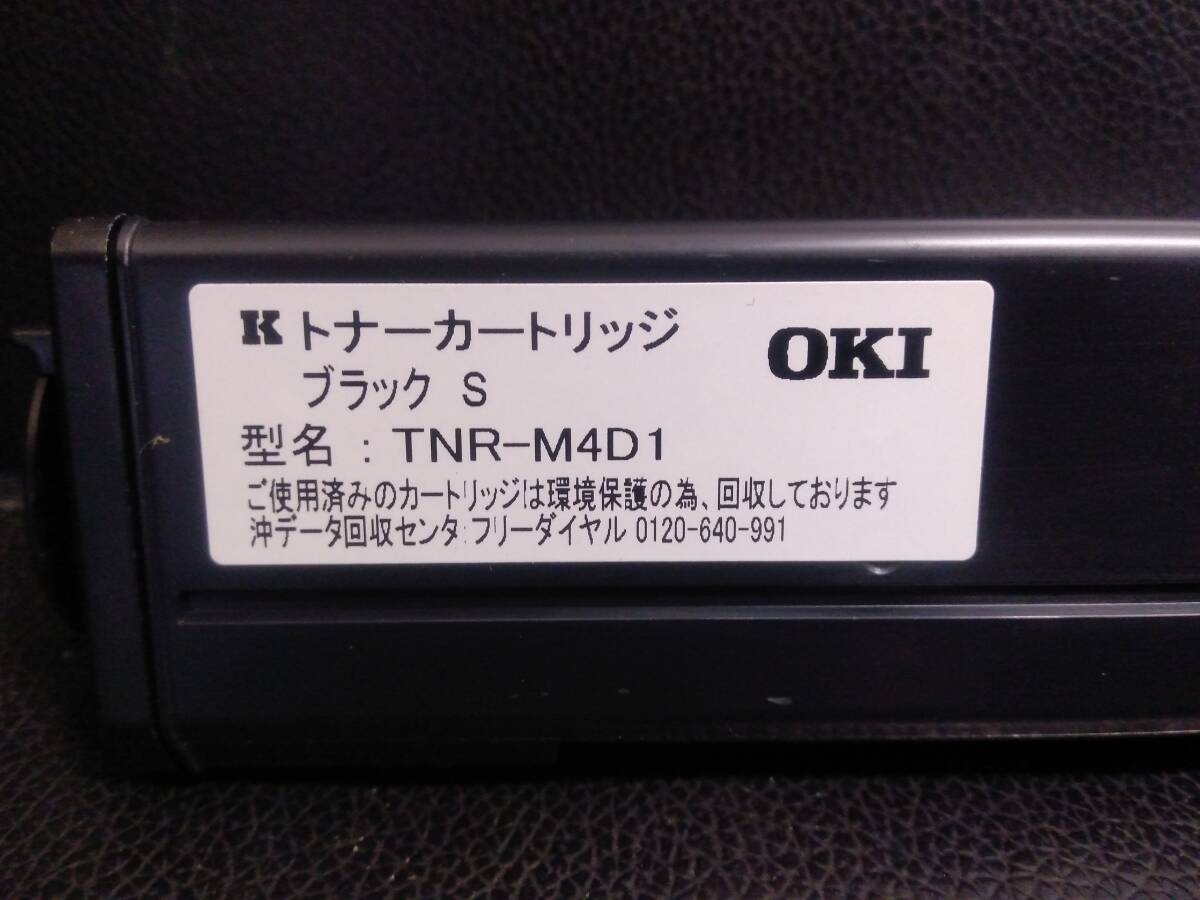 K トナーカートリッジ OKI
ブラック S
型名 : TNR-M4D1
ご使用済みのカートリッジは環境保護の為、回収しております
沖データ回収センタ:フリーダイヤル 0120-640-991